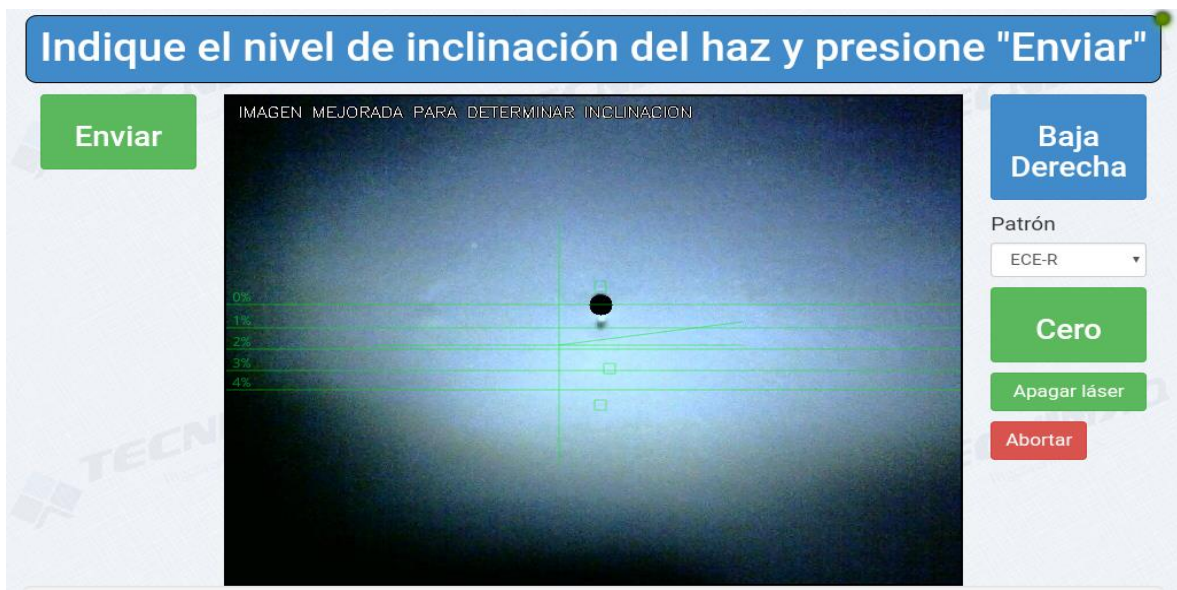 Indique el nivel de inclinación del haz y presione "Enviar"
Enviar
IMAGEN MEJORADA PARA DETERMINAR INCLINACION
0%
1%
2%
3%
4%
Baja
Derecha
Patrón
ECE-R
Cero
Apagar láser
Abortar
TECN